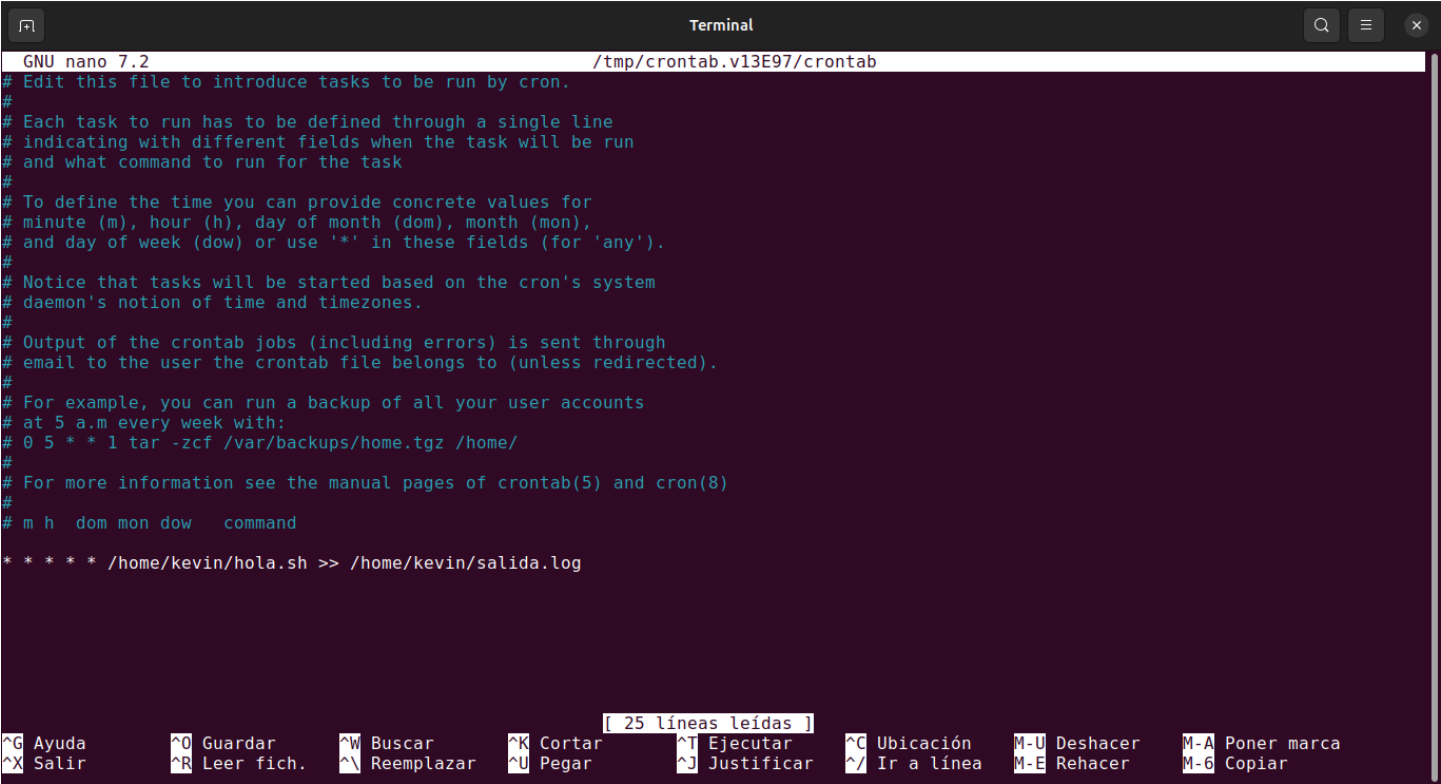 Terminal
GNU nano 7.2 /tmp/crontab.v13E97/crontab
# Edit this file to introduce tasks to be run by cron.
#
# Each task to run has to be defined through a single line
# indicating with different fields when the task will be run
# and what command to run for the task
#
# To define the time you can provide concrete values for
# minute (m), hour (h), day of month (dom), month (mon),
# and day of week (dow) or use '*' in these fields (for 'any').
#
# Notice that tasks will be started based on the cron's system
# daemon's notion of time and timezones.
#
# Output of the crontab jobs (including errors) is sent through
# email to the user the crontab file belongs to (unless redirected).
#
# For example, you can run a backup of all your user accounts
# at 5 a.m every week with:
# 0 5 * * 1 tar -zcf /var/backups/home.tgz /home/
#
# For more information see the manual pages of crontab(5) and cron(8)
#
# m h  dom mon dow   command
* * * * * /home/kevin/hola.sh >> /home/kevin/salida.log
[ 25 líneas leídas ]
^G Ayuda ^O Guardar ^W Buscar ^K Cortar ^T Ejecutar ^C Ubicación M-U Deshacer M-A Poner marca
^X Salir ^R Leer fich. ^\ Reemplazar ^U Pegar ^J Justificar ^/ Ir a línea M-E Rehacer M-6 Copiar